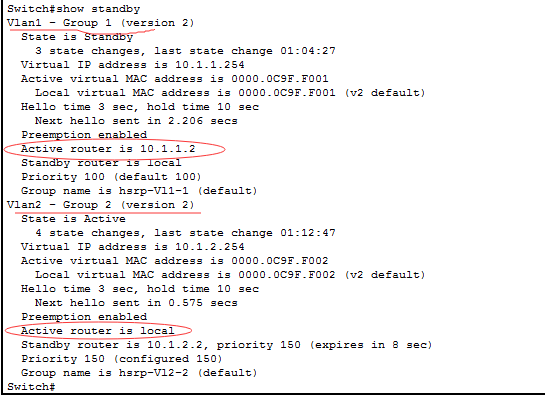 Switch#show standby
Vlan1 - Group 1 (version 2)
State is Standby
3 state changes, last state change 01:04:27
Virtual IP address is 10.1.1.254
Active virtual MAC address is 0000.0C9F.F001
Local virtual MAC address is 0000.0C9F.F001 (v2 default)
Hello time 3 sec, hold time 10 sec
Next hello sent in 2.206 secs
Preemption enabled
Active router is 10.1.1.2
Standby router is local
Priority 100 (default 100)
Group name is hsrp-Vl1-1 (default)
Vlan2 - Group 2 (version 2)
State is Active
4 state changes, last state change 01:12:47
Virtual IP address is 10.1.2.254
Active virtual MAC address is 0000.0C9F.F002
Local virtual MAC address is 0000.0C9F.F002 (v2 default)
Hello time 3 sec, hold time 10 sec
Next hello sent in 0.575 secs
Preemption enabled
Active router is local
Standby router is 10.1.2.2, priority 150 (expires in 8 sec)
Priority 150 (configured 150)
Group name is hsrp-Vl2-2 (default)
Switch#